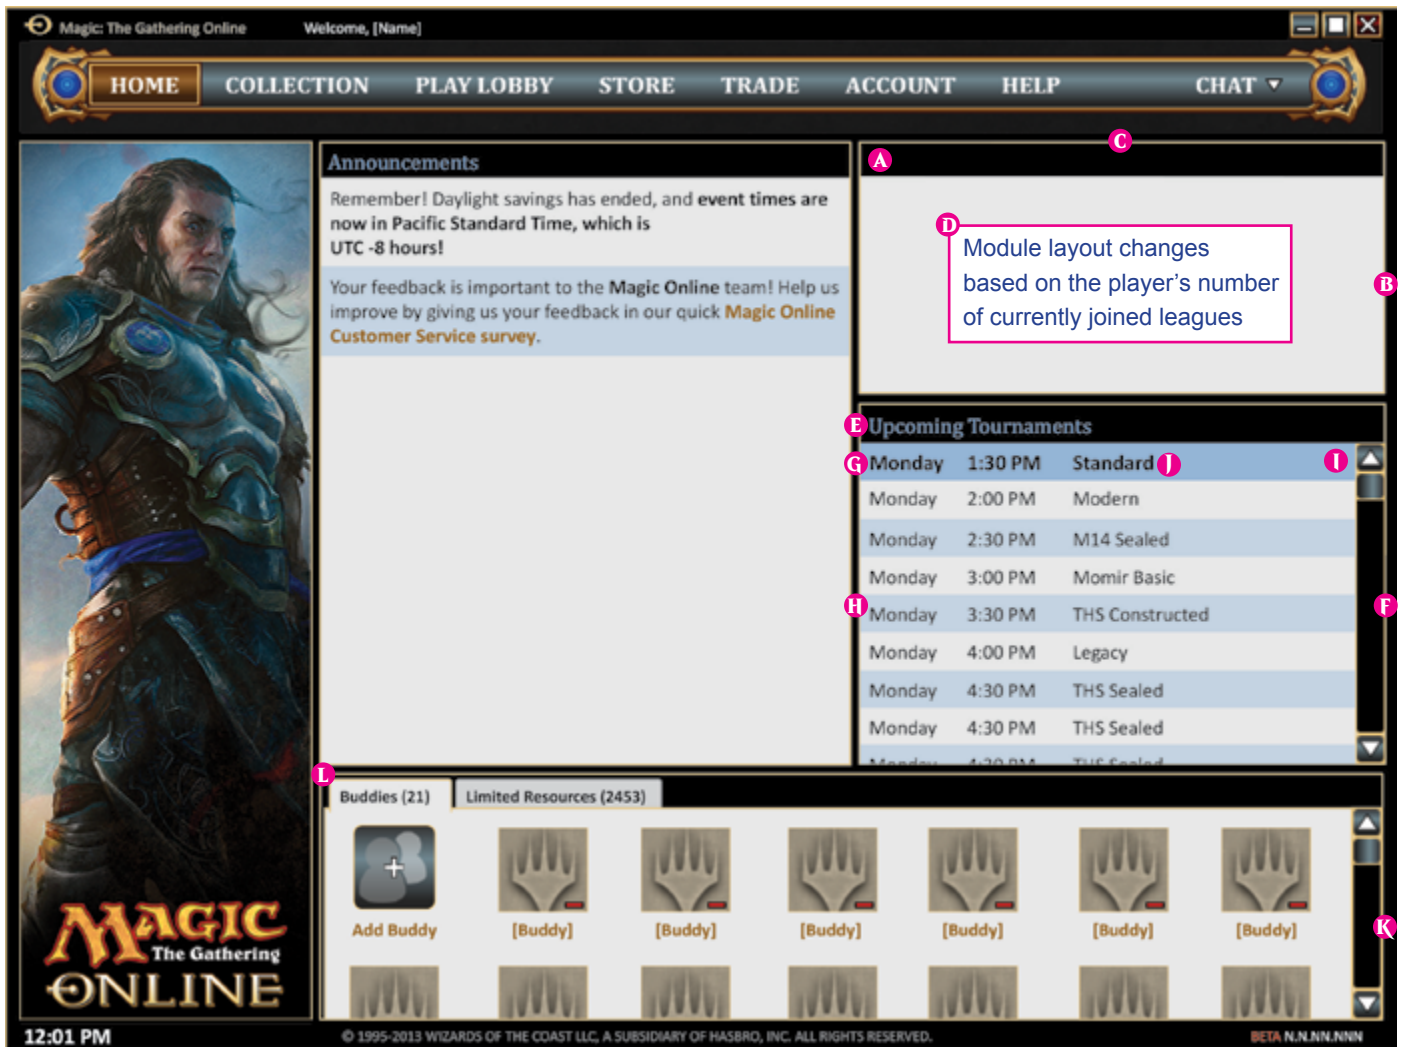 Magic: The Gathering Online
Welcome, [Name]
HOME COLLECTION PLAY LOBBY STORE TRADE ACCOUNT HELP CHAT
Announcements
Remember! Daylight savings has ended, and event times are
now in Pacific Standard Time, which is
UTC -8 hours!
Your feedback is important to the Magic Online team! Help us
improve by giving us your feedback in our quick Magic Online
Customer Service survey.
A
C
D
Module layout changes
based on the player's number
of currently joined leagues
B
E Upcoming Tournaments
G Monday 1:30 PM Standard J I
Monday 2:00 PM Modern
Monday 2:30 PM M14 Sealed
Monday 3:00 PM Momir Basic
H Monday 3:30 PM THS Constructed F
Monday 4:00 PM Legacy
Monday 4:30 PM THS Sealed
Monday 4:30 PM THS Sealed
Monday 4:30 PM THS Sealed
L
Buddies (21) Limited Resources (2453)
Add Buddy [Buddy] [Buddy] [Buddy] [Buddy] [Buddy] [Buddy] K
MAGIC
The Gathering
ONLINE
12:01 PM
© 1995-2013 WIZARDS OF THE COAST LLC, A SUBSIDIARY OF HASBRO, INC. ALL RIGHTS RESERVED.
BETA N.N.NN.NNN